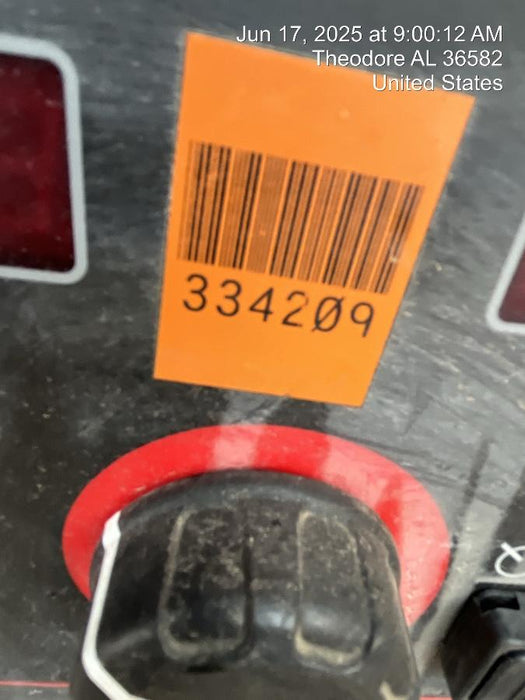 Jun 17, 2025 at 9:00:12 AM
Theodore AL 36582
United States
334209